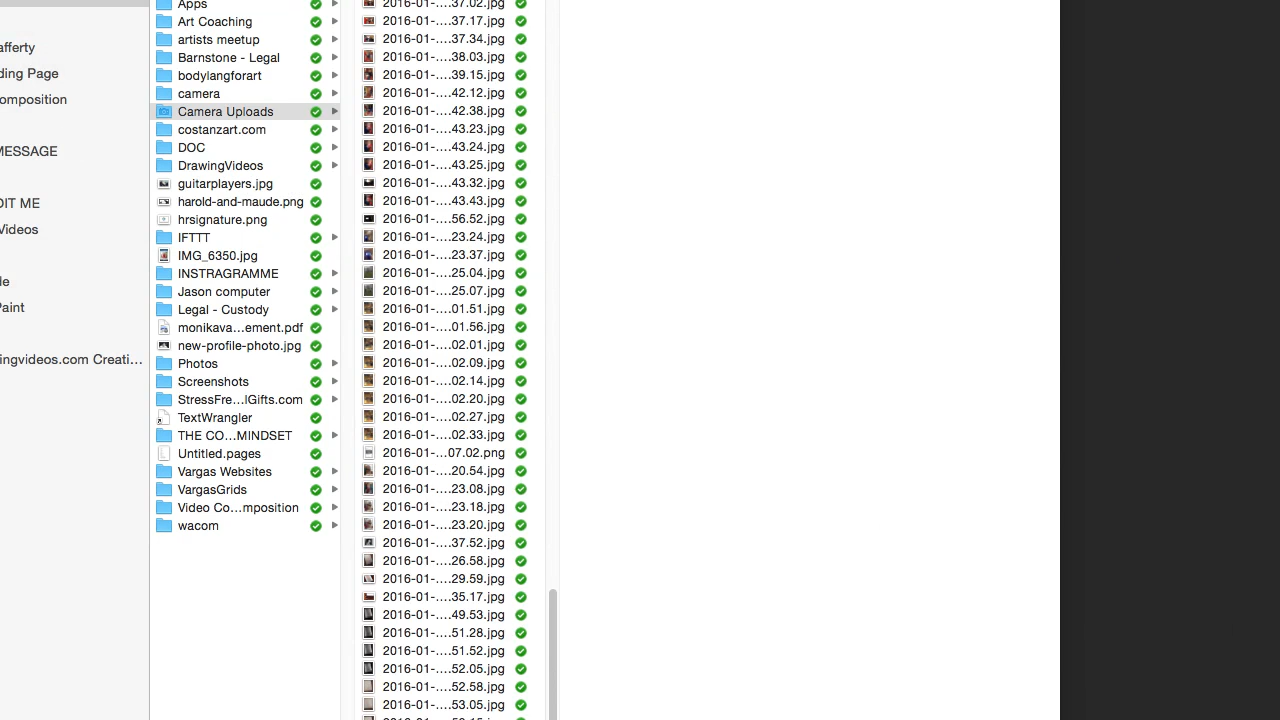 afferty
ding Page
omposition
MESSAGE
DIT ME
Videos
le
Paint
ingvideos.com Creati...
Apps
Art Coaching
artists meetup
Barnstone - Legal
bodylangforart
camera
Camera Uploads
costanzart.com
DOC
DrawingVideos
guitarplayers.jpg
harold-and-maude.png
hrsignature.png
IFTTT
IMG_6350.jpg
INSTRAGRAMME
Jason computer
Legal - Custody
monikava...ement.pdf
new-profile-photo.jpg
Photos
Screenshots
StressFre...lGifts.com
TextWrangler
THE CO...MINDSET
Untitled.pages
Vargas Websites
VargasGrids
Video Co...mposition
wacom
2016-01-....37.02.jpg
2016-01-....37.17.jpg
2016-01-....37.34.jpg
2016-01-....38.03.jpg
2016-01-....39.15.jpg
2016-01-....42.12.jpg
2016-01-....42.38.jpg
2016-01-....43.23.jpg
2016-01-....43.24.jpg
2016-01-....43.25.jpg
2016-01-....43.32.jpg
2016-01-....43.43.jpg
2016-01-....56.52.jpg
2016-01-....23.24.jpg
2016-01-....23.37.jpg
2016-01-....25.04.jpg
2016-01-....25.07.jpg
2016-01-....01.51.jpg
2016-01-....01.56.jpg
2016-01-....02.01.jpg
2016-01-....02.09.jpg
2016-01-....02.14.jpg
2016-01-....02.20.jpg
2016-01-....02.27.jpg
2016-01-....02.33.jpg
2016-01-...07.02.png
2016-01-....20.54.jpg
2016-01-....23.08.jpg
2016-01-....23.18.jpg
2016-01-....23.20.jpg
2016-01-....37.52.jpg
2016-01-....26.58.jpg
2016-01-....29.59.jpg
2016-01-....35.17.jpg
2016-01-....49.53.jpg
2016-01-....51.28.jpg
2016-01-....51.52.jpg
2016-01-....52.05.jpg
2016-01-....52.58.jpg
2016-01-....53.05.jpg